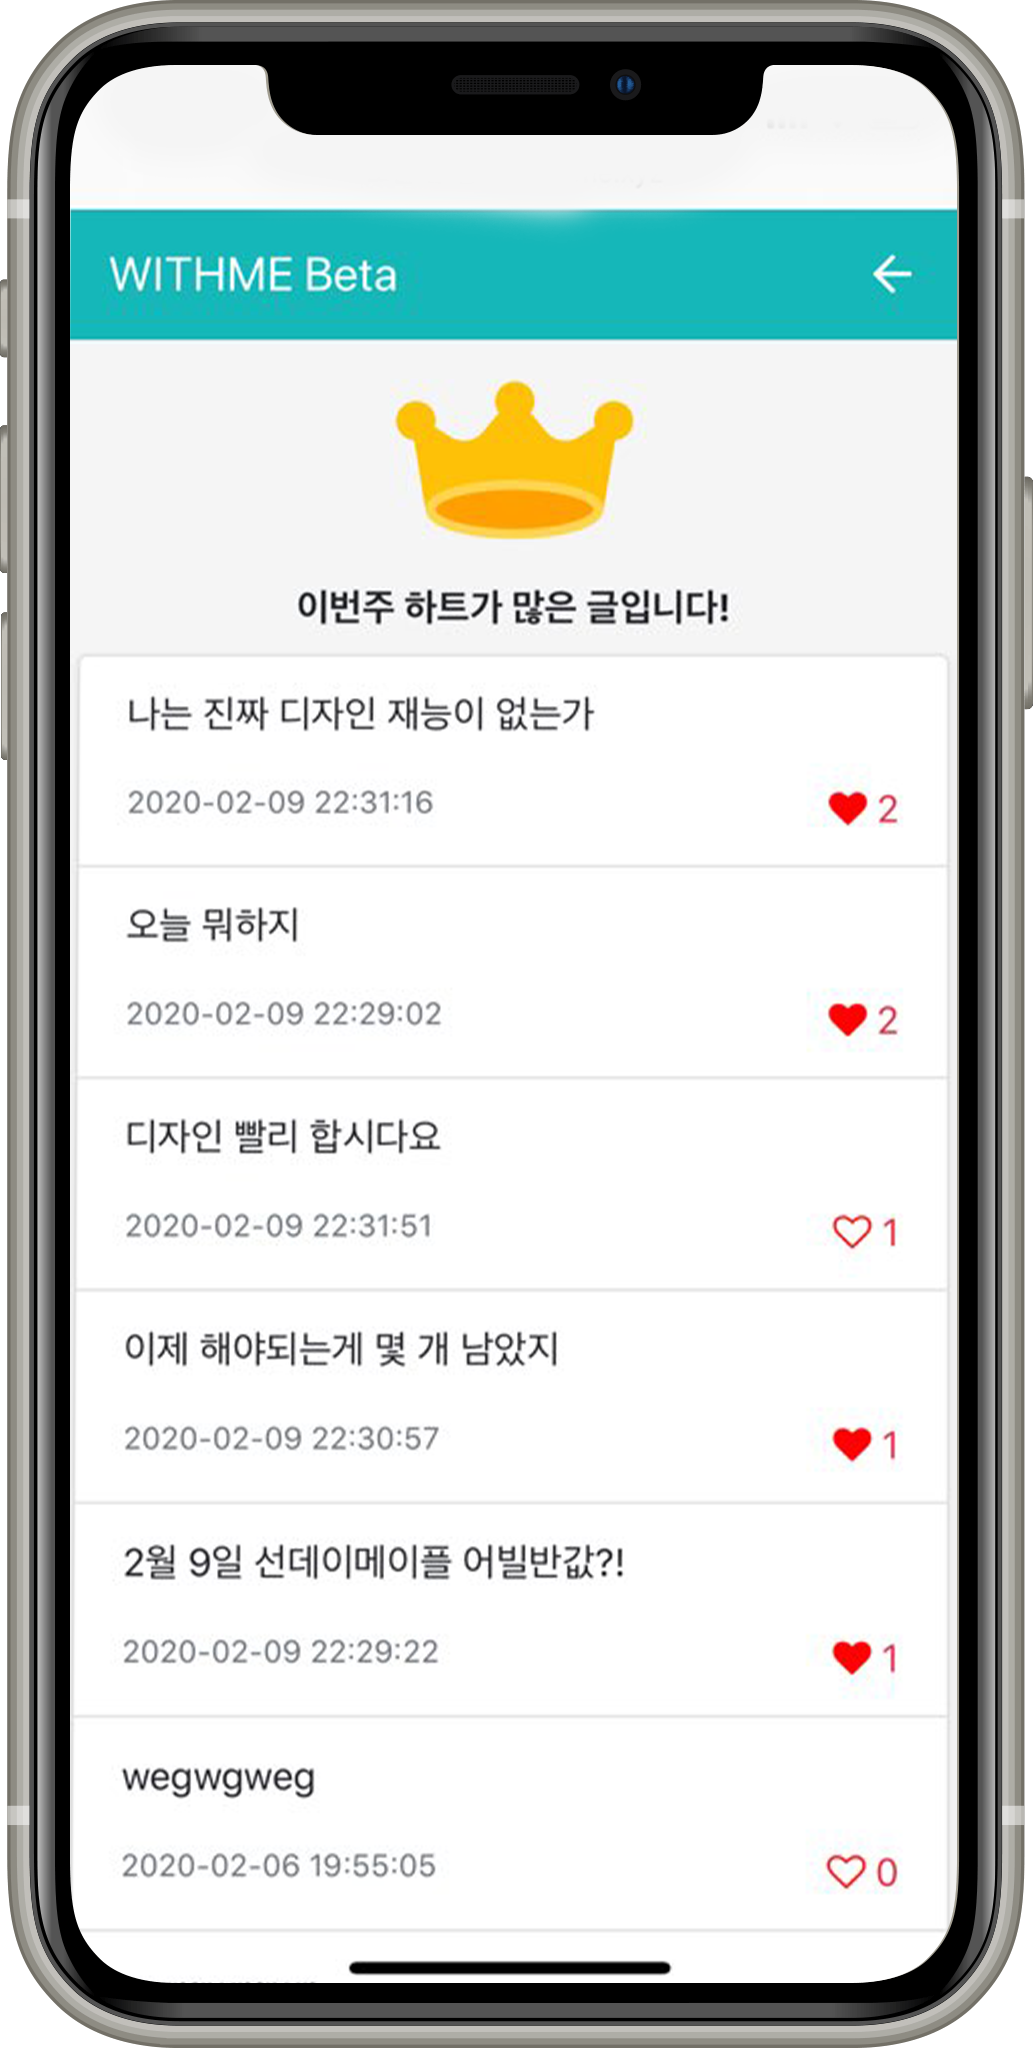 WITHME Beta
이번주 하트가 많은 글입니다!
나는 진짜 디자인 재능이 없는가
2020-02-09 22:31:16
2
오늘 뭐하지
2020-02-09 22:29:02
2
디자인 빨리 합시다요
2020-02-09 22:31:51
1
이제 해야되는게 몇 개 남았지
2020-02-09 22:30:57
1
2월 9일 선데이메이플 어빌반값?!
2020-02-09 22:29:22
1
wegwgweg
2020-02-06 19:55:05
0